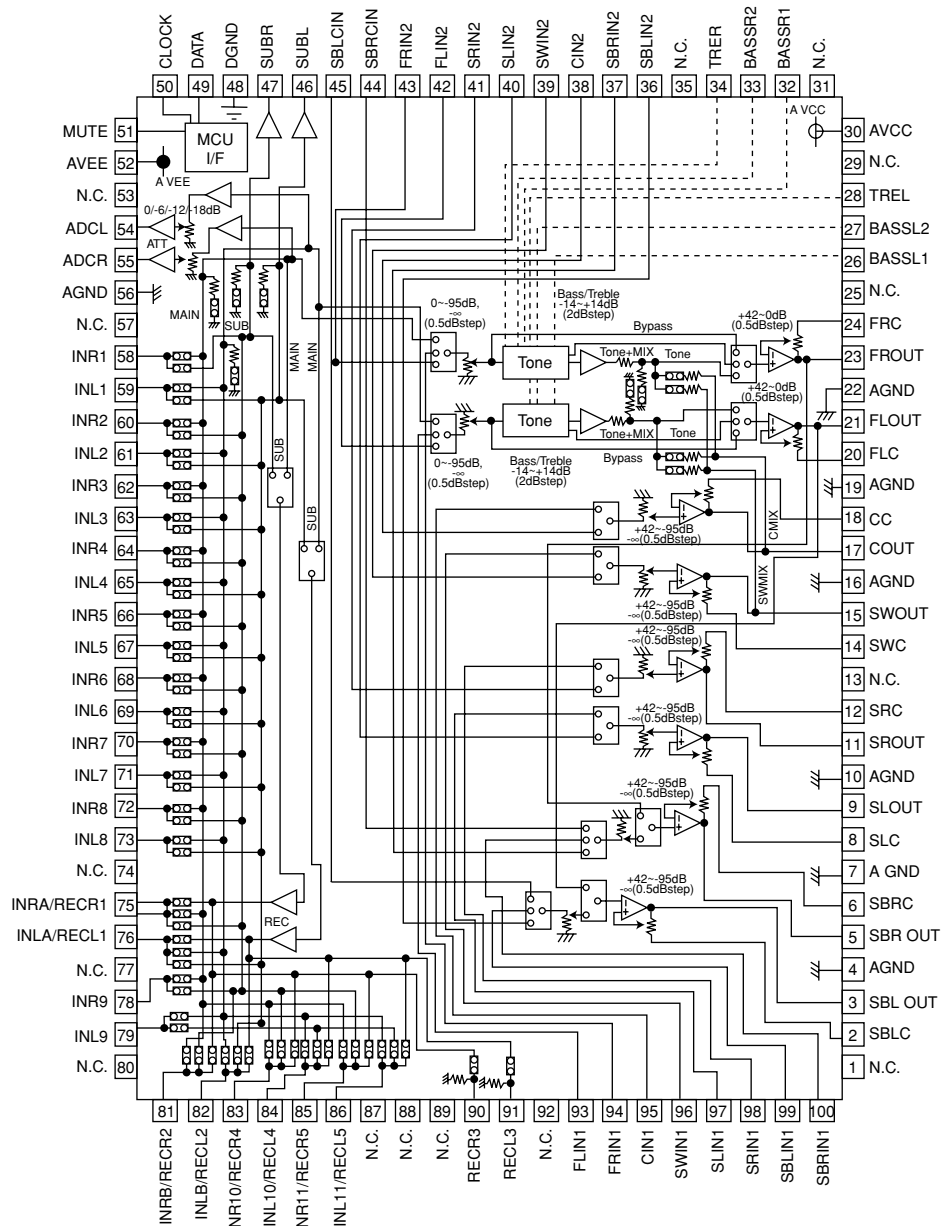 CLOCK
DATA
DGND
SUBR
SUBL
SBLCIN
SBRCIN
FRIN2
FLIN2
SRIN2
SLIN2
SWIN2
CIN2
SBRIN2
SBLIN2
N.C.
TRER
BASSR2
BASSR1
N.C.
50 49 48 47 46 45 44 43 42 41 40 39 38 37 36 35 34 33 32 31
MUTE 51
AVEE 52
N.C. 53
ADCL 54
ADCR 55
AGND 56
N.C. 57
INR1 58
INL1 59
INR2 60
INL2 61
INR3 62
INL3 63
INR4 64
INL4 65
INR5 66
INL5 67
INR6 68
INL6 69
INR7 70
INL7 71
INR8 72
INL8 73
N.C. 74
INRA/RECR1 75
INLA/RECL1 76
N.C. 77
INR9 78
INL9 79
N.C. 80
MCU
I/F
A VEE
0/-6/-12/-18dB
ATT
MAIN
SUB
MAIN
MAIN
SUB
SUB
REC
A VCC
0~-95dB,
-∞
(0.5dBstep)
Bass/Treble
-14~+14dB
(2dBstep)
Bypass
+42~0dB
(0.5dBstep)
Tone
Tone+MIX
Tone
+42~0dB
(0.5dBstep)
Tone
Tone+MIX
Tone
0~-95dB,
-∞
(0.5dBstep)
Bass/Treble
-14~+14dB
(2dBstep)
Bypass
+42~-95dB
-∞(0.5dBstep)
CMIX
SWMIX
+42~-95dB
-∞(0.5dBstep)
+42~-95dB
-∞(0.5dBstep)
+42~-95dB
-∞(0.5dBstep)
+42~-95dB
-∞(0.5dBstep)
+42~-95dB
-∞(0.5dBstep)
30 AVCC
29 N.C.
28 TREL
27 BASSL2
26 BASSL1
25 N.C.
24 FRC
23 FROUT
22 AGND
21 FLOUT
20 FLC
19 AGND
18 CC
17 COUT
16 AGND
15 SWOUT
14 SWC
13 N.C.
12 SRC
11 SROUT
10 AGND
9 SLOUT
8 SLC
7 A GND
6 SBRC
5 SBR OUT
4 AGND
3 SBL OUT
2 SBLC
1 N.C.
81 82 83 84 85 86 87 88 89 90 91 92 93 94 95 96 97 98 99 100
INRB/RECR2
INLB/RECL2
NR10/RECR4
INL10/RECL4
NR11/RECR5
INL11/RECL5
N.C.
N.C.
N.C.
RECR3
RECL3
N.C.
FLIN1
FRIN1
CIN1
SWIN1
SLIN1
SRIN1
SBLIN1
SBRIN1